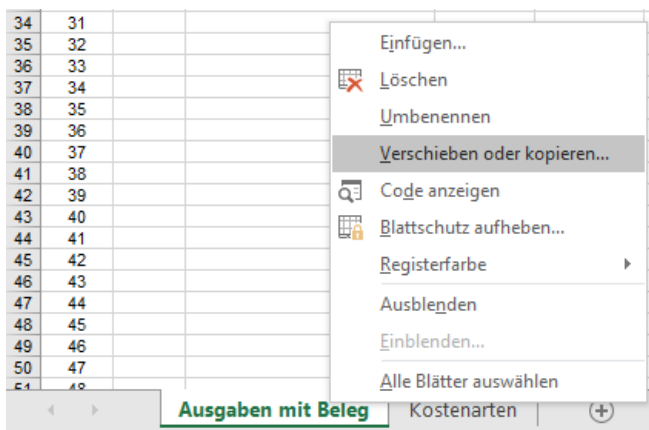 34 31
35 32 Einfügen...
36 33
37 34 Löschen
38 35
39 36 Umbenennen
40 37 Verschieben oder kopieren...
41 38
42 39 Code anzeigen
43 40
44 41 Blattschutz aufheben...
45 42 Registerfarbe
46 43
47 44 Ausblenden
48 45
49 46 Einblenden...
50 47
51 48 Alle Blätter auswählen
Ausgaben mit Beleg Kostenarten